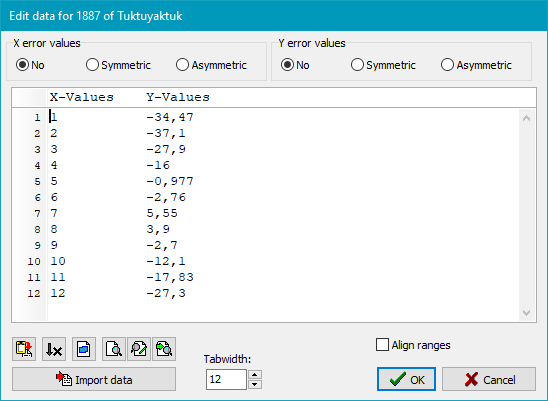 Edit data for 1887 of Tuktuyaktuk
X error values
No Symmetric Asymmetric
Y error values
No Symmetric Asymmetric
X-Values Y-Values
1 1 -34,47
2 2 -37,1
3 3 -27,9
4 4 -16
5 5 -0,977
6 6 -2,76
7 7 5,55
8 8 3,9
9 9 -2,7
10 10 -12,1
11 11 -17,83
12 12 -27,3
Align ranges
Tabwidth:
Import data
12
OK
Cancel